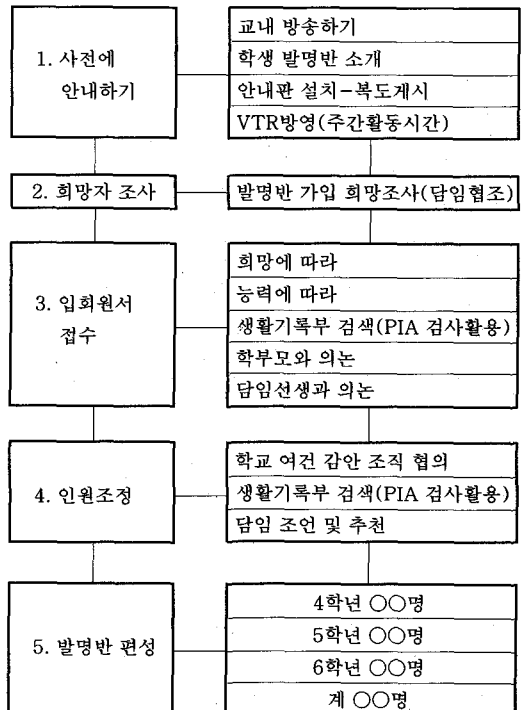 1. 사전에
안내하기
교내 방송하기
학생 발명반 소개
안내판 설치-복도게시
VTR방영(주간활동시간)
2. 희망자 조사
발명반 가입 희망조사(담임협조)
3. 입회원서
접수
희망에 따라
능력에 따라
생활기록부 검색(PIA 검사활용)
학부모와 의논
담임선생과 의논
4. 인원조정
학교 여건 감안 조직 협의
생활기록부 검색(PIA 검사활용)
담임 조언 및 추천
5. 발명반 편성
4학년 ○○명
5학년 ○○명
6학년 ○○명
계 ○○명